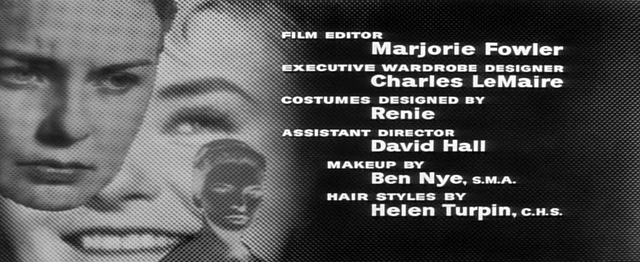 FILM EDITOR
Marjorie Fowler
EXECUTIVE WARDROBE DESIGNER
Charles LeMaire
COSTUMES DESIGNED BY
Renie
ASSISTANT DIRECTOR
David Hall
MAKEUP BY
Ben Nye, S.M.A.
HAIR STYLES BY
Helen Turpin, C.H.S.